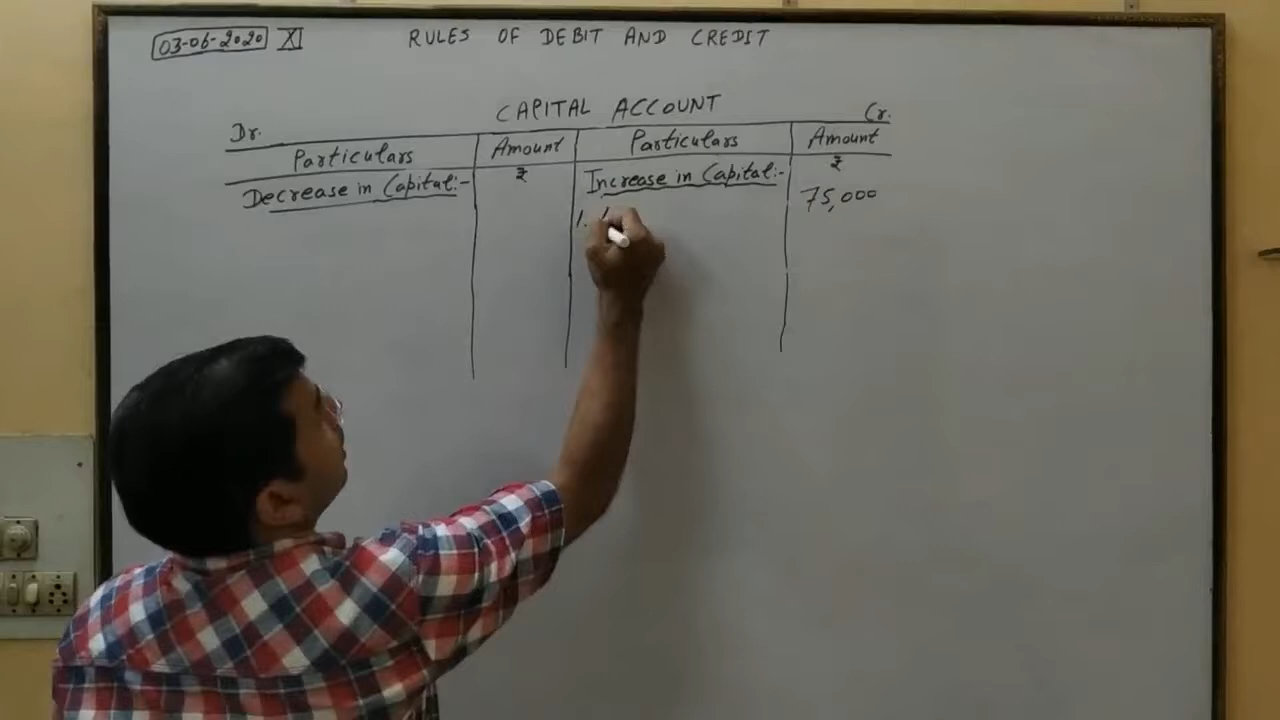 03-06-2020 XI RULES OF DEBIT AND CREDIT
CAPITAL ACCOUNT
Dr. Cr.
Particulars Amount Particulars Amount
₹ ₹
Decrease in Capital:- Increase in Capital:-
75,000
1.